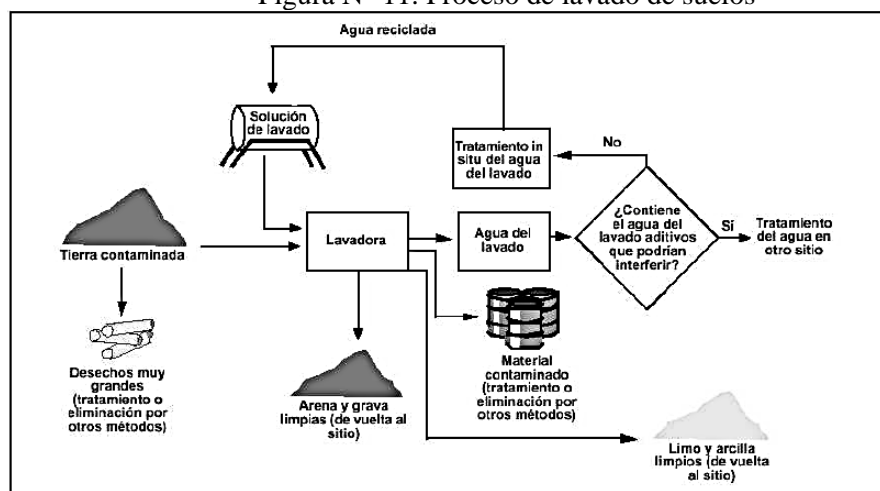 Figura N° 11. Proceso de lavado de suelos
Agua reciclada
Solución
de lavado
Tratamiento in
situ del agua
del lavado
No
¿Contiene
el agua del
lavado aditivos
que podrían
interferir?
Sí
Tratamiento
del agua en
otro sitio
Tierra contaminada
Lavadora
Agua del
lavado
Desechos muy
grandes
(tratamiento o
eliminación por
otros métodos)
Arena y grava
limpias (de vuelta al
sitio)
Material
contaminado
(tratamiento o
eliminación por
otros métodos)
Limo y arcilla
limpios (de vuelta
al sitio)